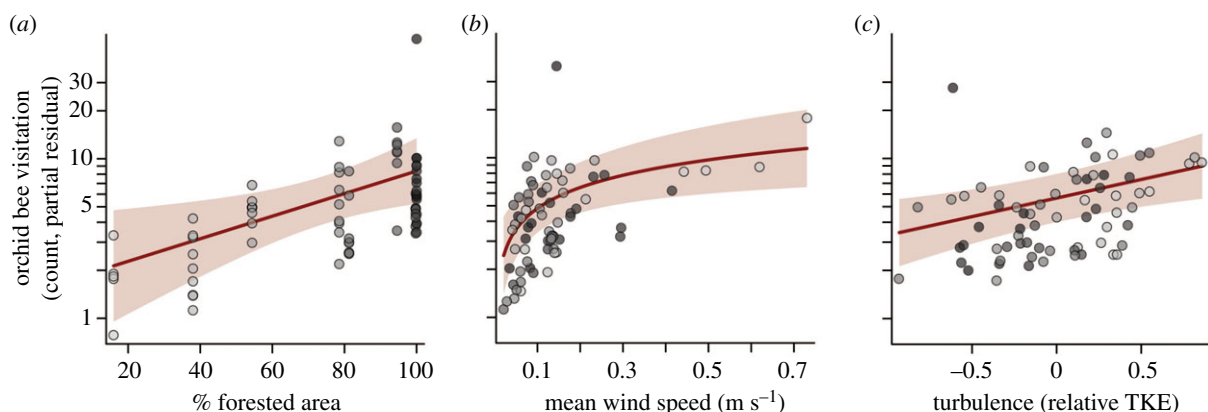 (a)
(b)
(c)
orchid bee visitation
(count, partial residual)
30
20
10
5
1
20
40
60
80
100
% forested area
0.1
0.3
0.5
0.7
mean wind speed (m s⁻¹)
−0.5
0
0.5
turbulence (relative TKE)